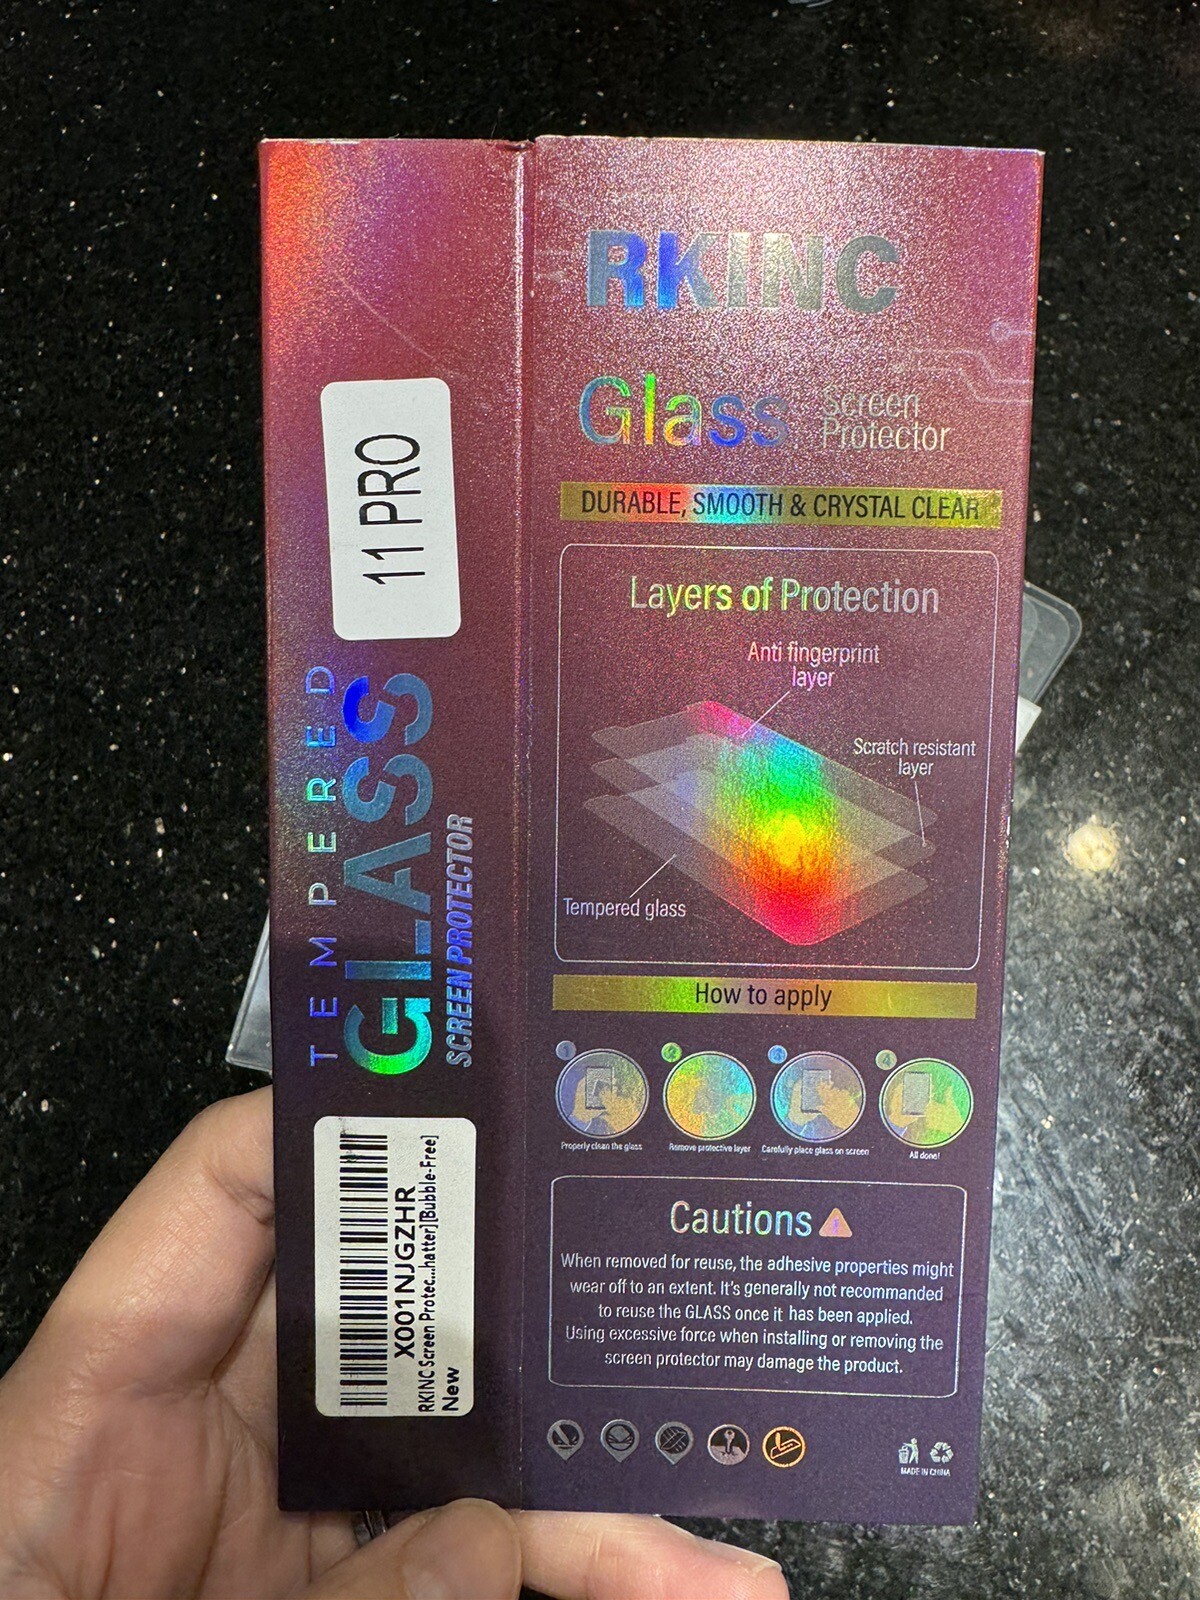 11 PRO
TEMPERED
GLASS
SCREEN PROTECTOR
X001NJGZHR
RKINC Screen Protec...hatter][Bubble-Free]
New
RKINC
Glass
Screen
Protector
DURABLE, SMOOTH & CRYSTAL CLEAR
Layers of Protection
Anti fingerprint
layer
Scratch resistant
layer
Tempered glass
How to apply
1
2
3
4
Properly clean the glass
Remove protective layer
Carefully place glass on screen
All done!
Cautions
When removed for reuse, the adhesive properties might
wear off to an extent. It's generally not recommanded
to reuse the GLASS once it has been applied.
Using excessive force when installing or removing the
screen protector may damage the product.
MADE IN CHINA